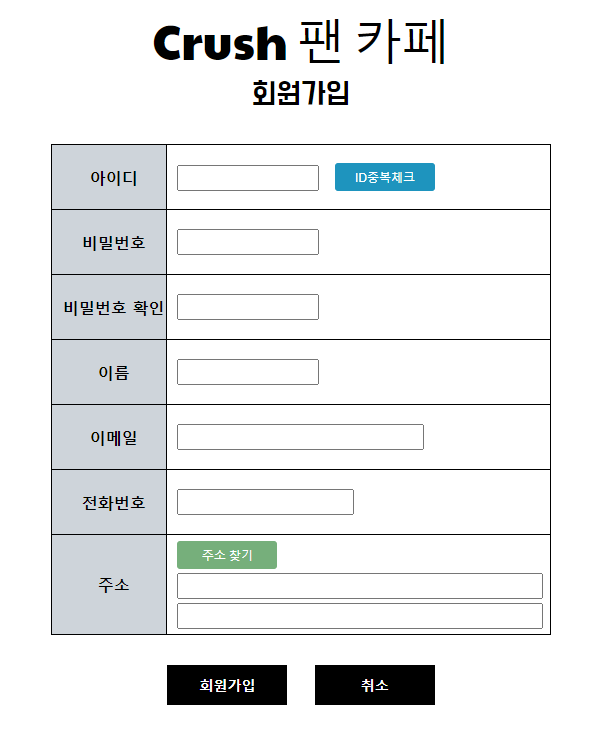 Crush 팬 카페
회원가입
아이디
ID중복체크
비밀번호
비밀번호 확인
이름
이메일
전화번호
주소
주소 찾기
회원가입
취소